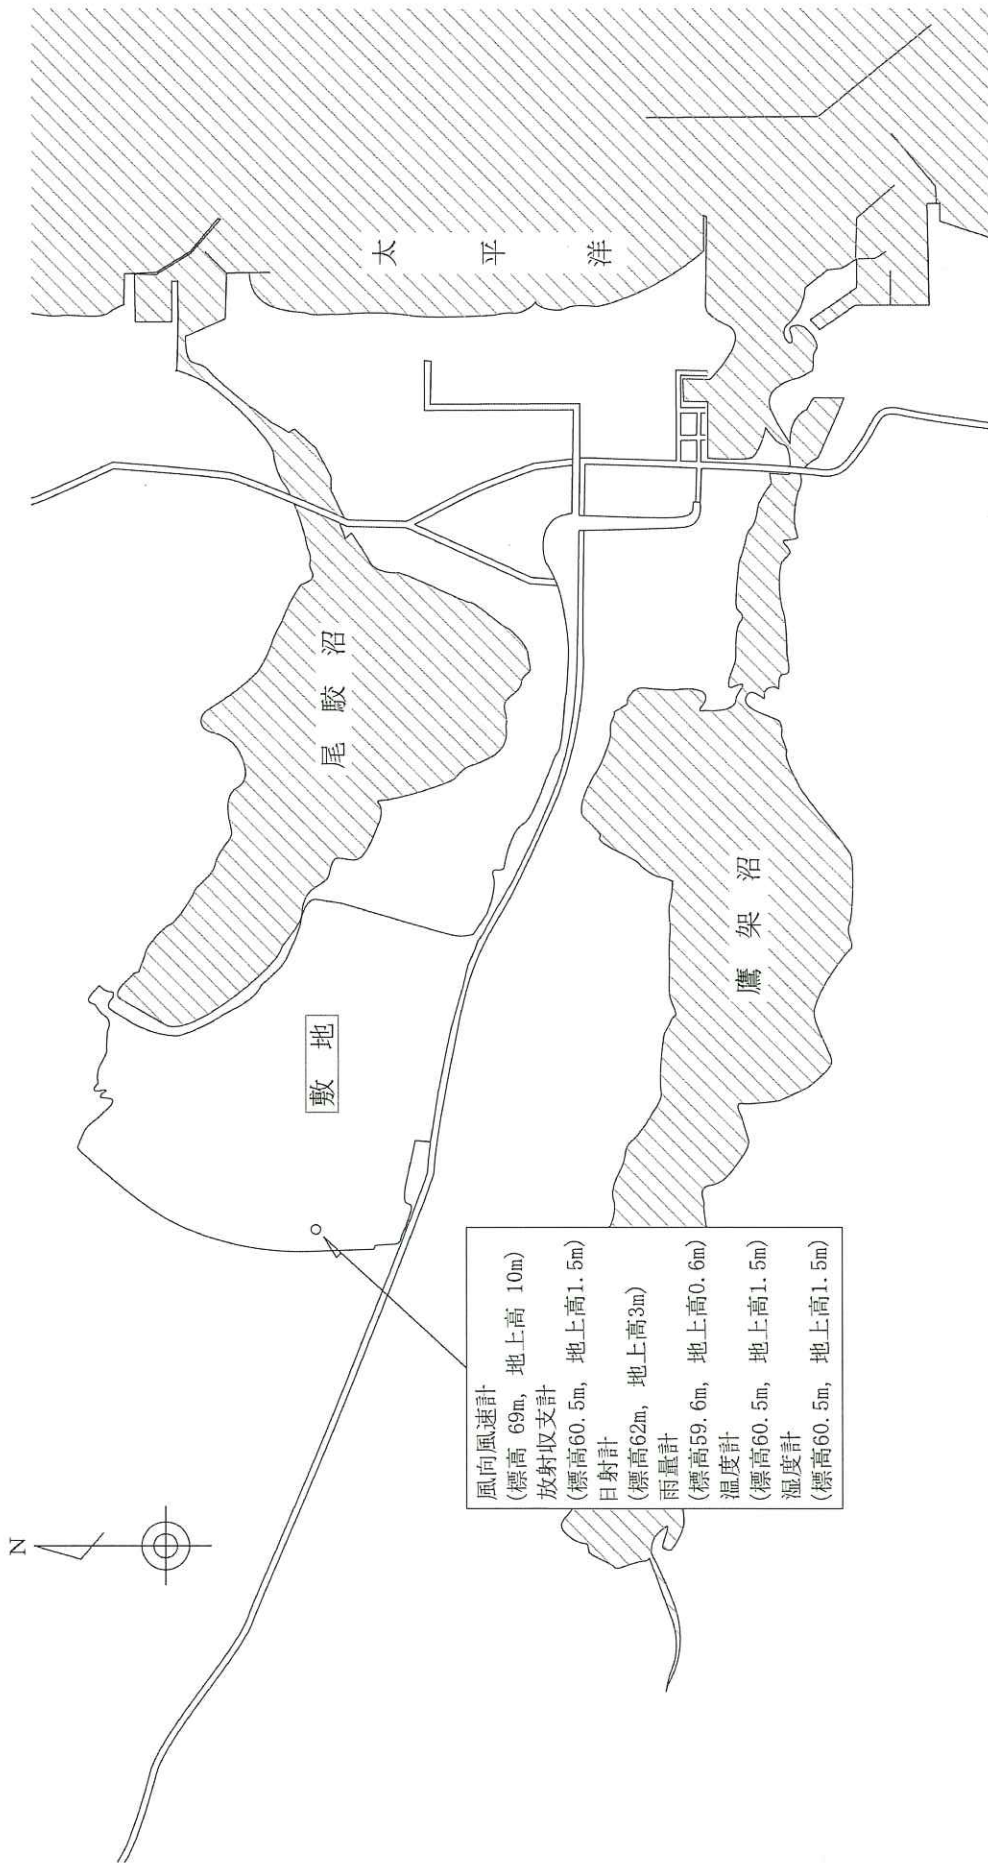 N
太平洋
尾駮沼
敷地
鷹架沼
風向風速計
(標高 69m, 地上高 10m)
放射収支計
(標高60.5m, 地上高1.5m)
日射計
(標高62m, 地上高3m)
雨量計
(標高59.6m, 地上高0.6m)
温度計
(標高60.5m, 地上高1.5m)
湿度計
(標高60.5m, 地上高1.5m)